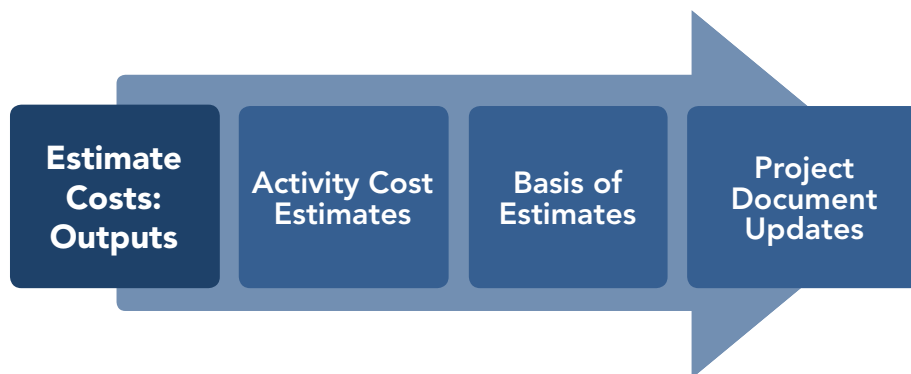 Estimate
Costs:
Outputs
Activity Cost
Estimates
Basis of
Estimates
Project
Document
Updates